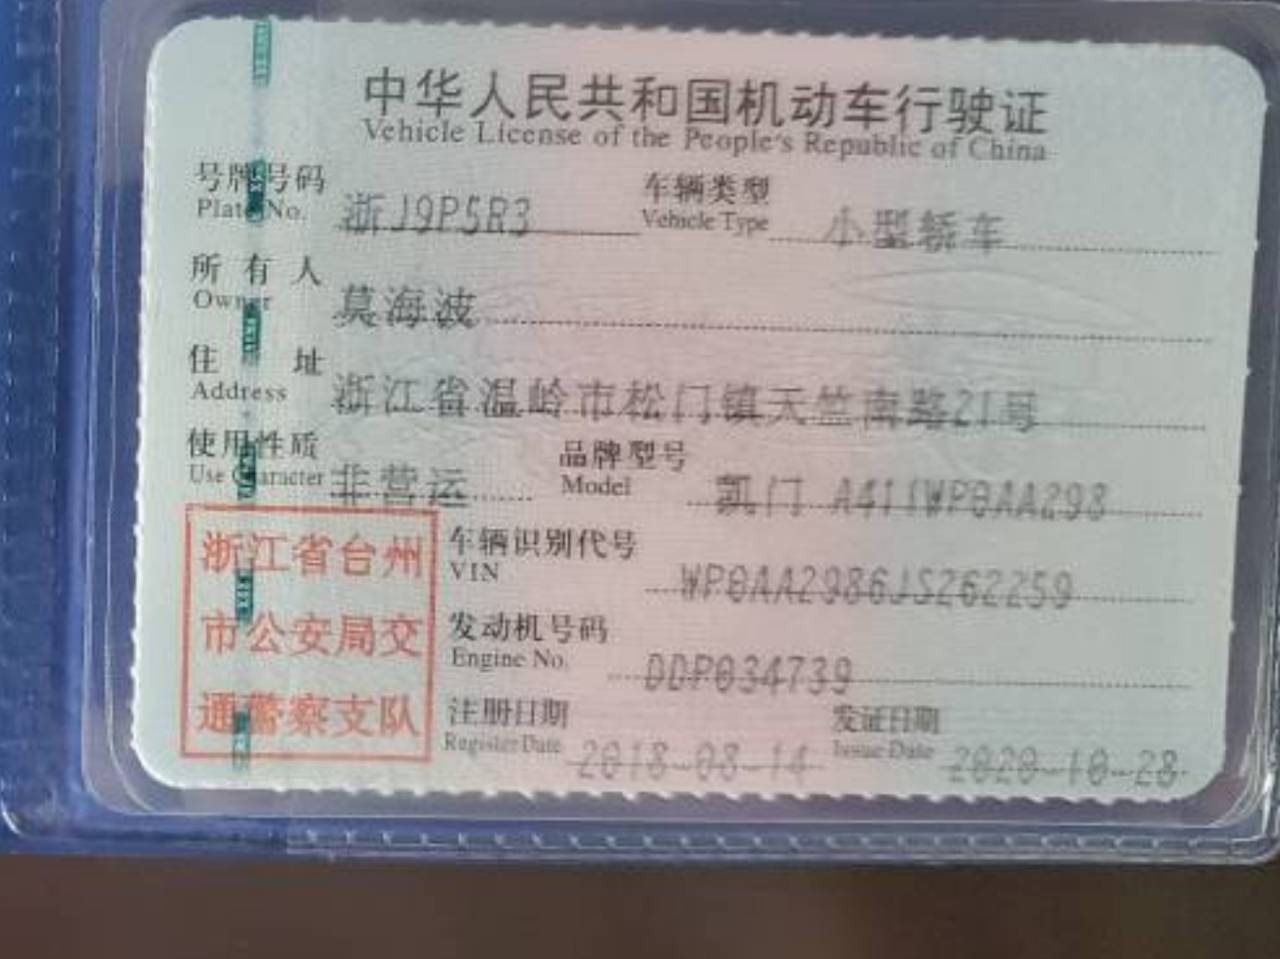 中华人民共和国机动车行驶证
Vehicle License of the People's Republic of China
号牌号码 浙J9P5R3 车辆类型 小型轿车
Plate No. Vehicle Type
所有人 莫海波
Owner
住址 浙江省温岭市松门镇天竺南路21号
Address
使用性质 非营运 品牌型号 凯门 A411WP0AA298
Use Character Model
浙江省台州
市公安局交
通警察支队
车辆识别代号 WP0AA2986JS262259
VIN
发动机号码 DDP034739
Engine No.
注册日期 2018-08-14 发证日期 2020-10-28
Register Date Issue Date